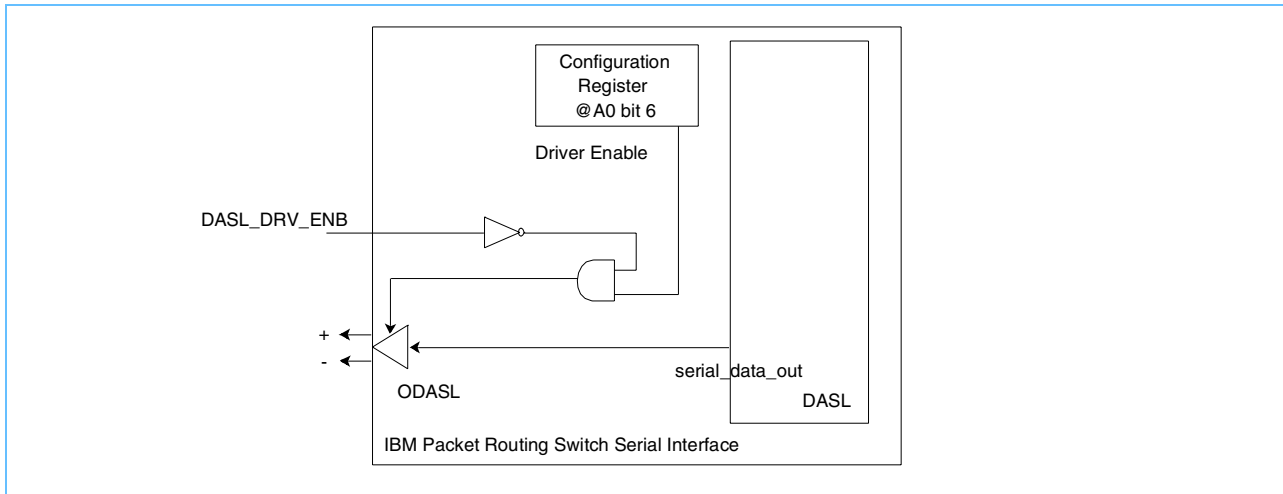 Configuration
Register
@A0 bit 6
Driver Enable
DASL_DRV_ENB
+
-
serial_data_out
ODASL
DASL
IBM Packet Routing Switch Serial Interface